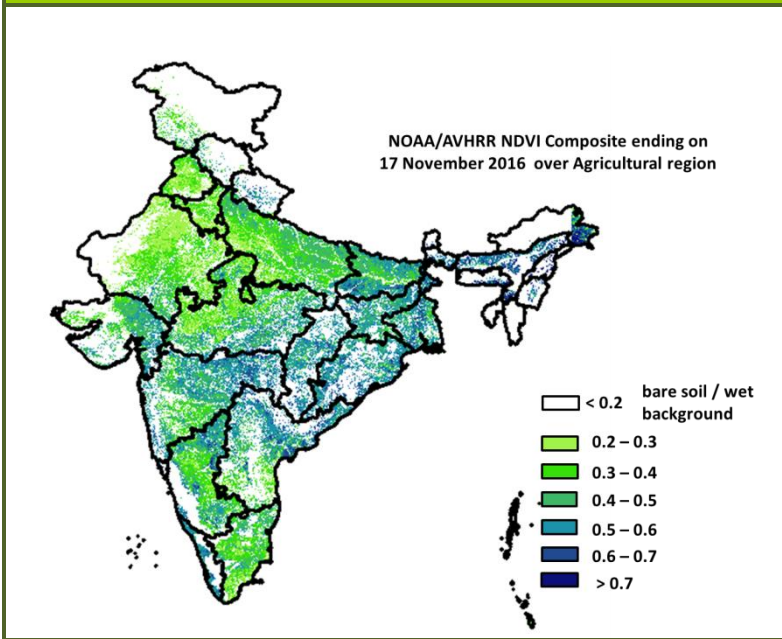 NOAA/AVHRR NDVI Composite ending on
17 November 2016 over Agricultural region
< 0.2 bare soil / wet
background
0.2 – 0.3
0.3 – 0.4
0.4 – 0.5
0.5 – 0.6
0.6 – 0.7
> 0.7